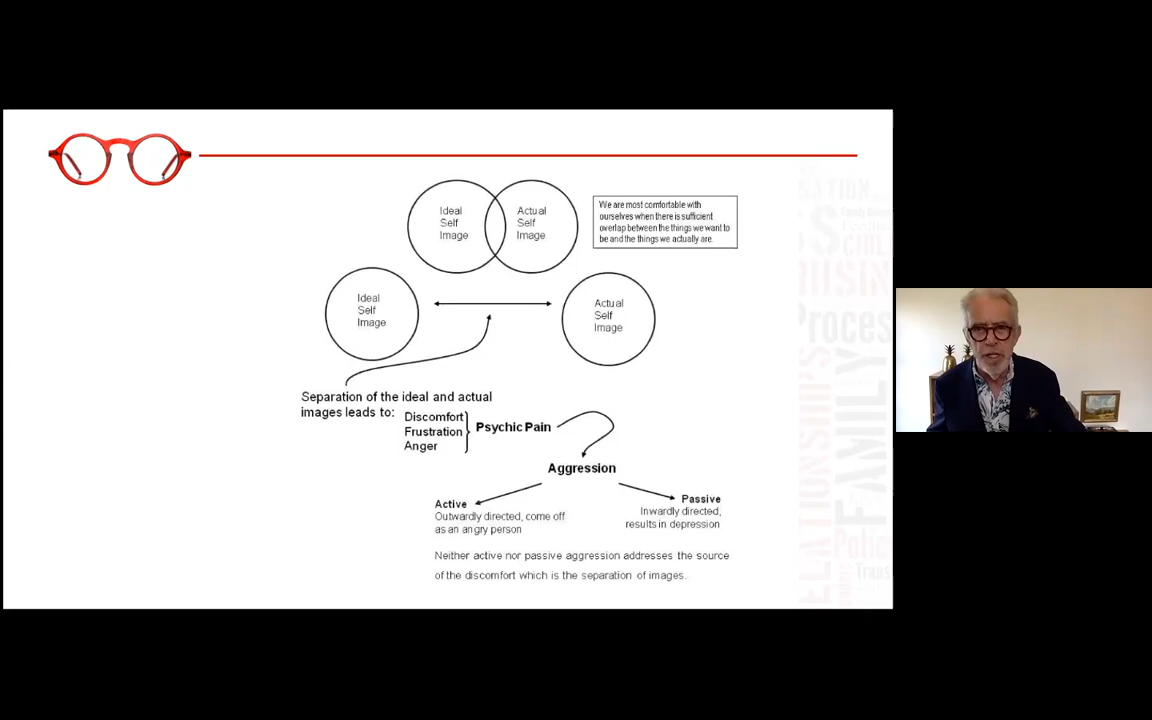 Ideal
Self
Image
Actual
Self
Image
We are most comfortable with
ourselves when there is sufficient
overlap between the things we want to
be and the things we actually are.
Ideal
Self
Image
Actual
Self
Image
Separation of the ideal and actual
images leads to:
Discomfort
Frustration
Anger
Psychic Pain
Aggression
Active
Outwardly directed, come off
as an angry person
Passive
Inwardly directed,
results in depression
Neither active nor passive aggression addresses the source
of the discomfort which is the separation of images.
FAMILY